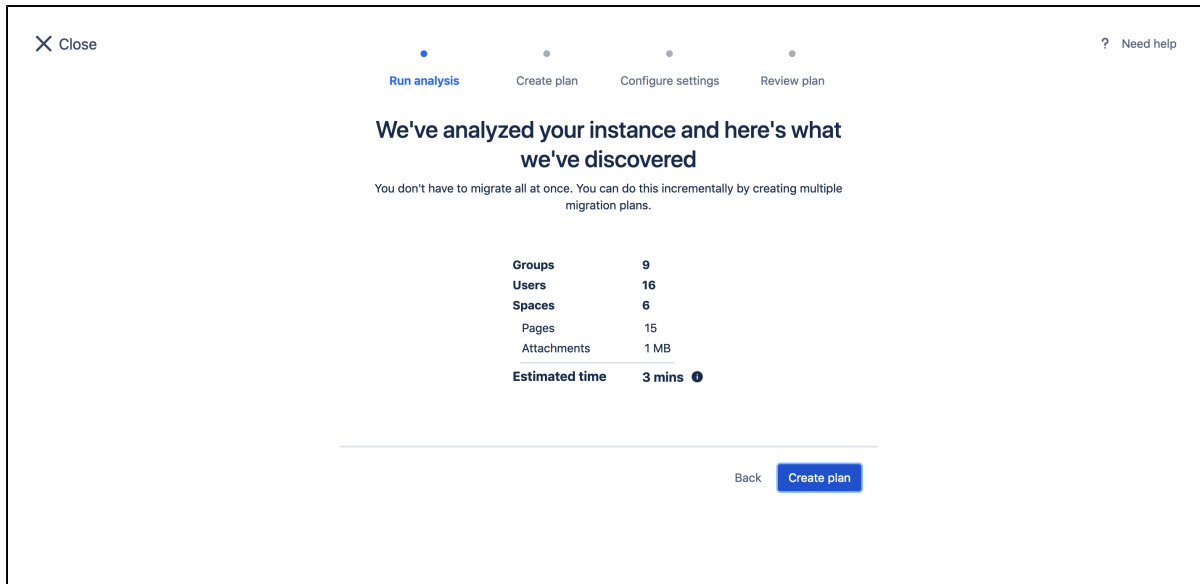 Close
? Need help
Run analysis
Create plan
Configure settings
Review plan
We've analyzed your instance and here's what
we've discovered
You don't have to migrate all at once. You can do this incrementally by creating multiple
migration plans.
Groups 9
Users 16
Spaces 6
Pages 15
Attachments 1 MB
Estimated time 3 mins
Back
Create plan